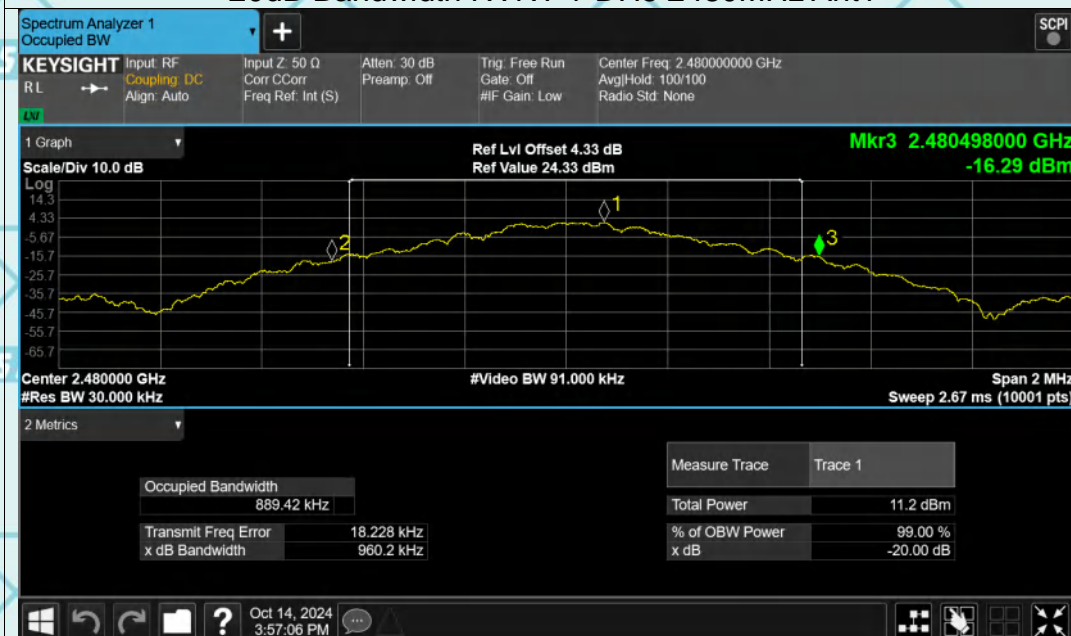 Spectrum Analyzer 1
Occupied BW
+
SCPI
KEYSIGHT
R L
LXI
Input: RF
Coupling: DC
Align: Auto
Input Z: 50 Ω
Corr CCorr
Freq Ref: Int (S)
Atten: 30 dB
Preamp: Off
Trig: Free Run
Gate: Off
#IF Gain: Low
Center Freq: 2.480000000 GHz
Avg|Hold: 100/100
Radio Std: None
1 Graph
Scale/Div 10.0 dB
Ref Lvl Offset 4.33 dB
Ref Value 24.33 dBm
Mkr3 2.480498000 GHz
-16.29 dBm
Log
14.3
4.33
-5.67
-15.7
-25.7
-35.7
-45.7
-55.7
-65.7
1
2
3
Center 2.480000 GHz
#Res BW 30.000 kHz
#Video BW 91.000 kHz
Span 2 MHz
Sweep 2.67 ms (10001 pts)
2 Metrics
Occupied Bandwidth
889.42 kHz
Transmit Freq Error 18.228 kHz
x dB Bandwidth 960.2 kHz
Measure Trace Trace 1
Total Power 11.2 dBm
% of OBW Power 99.00 %
x dB -20.00 dB
?
Oct 14, 2024
3:57:06 PM